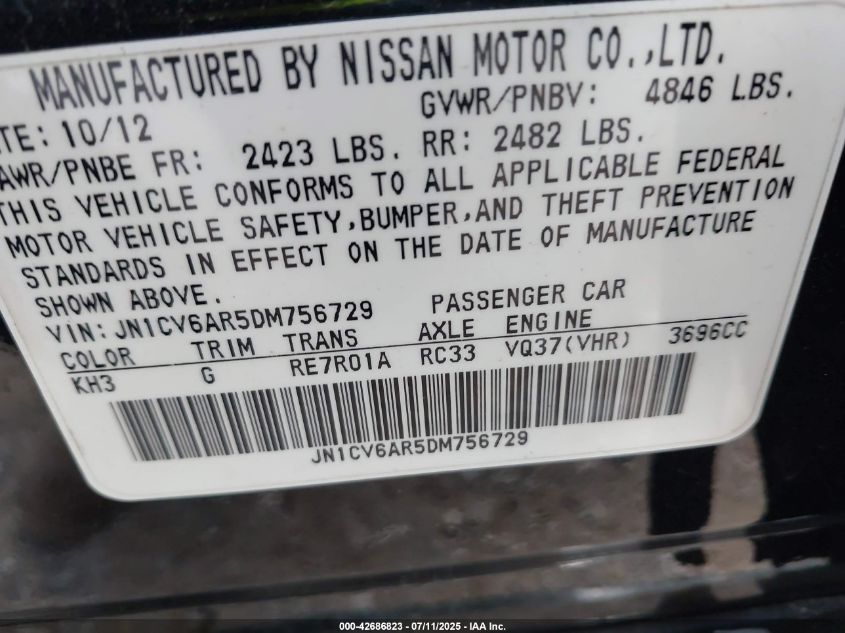 MANUFACTURED BY NISSAN MOTOR CO.,LTD.
TE: 10/12 GVWR/PNBV: 4846 LBS.
AWR/PNBE FR: 2423 LBS. RR: 2482 LBS.
THIS VEHICLE CONFORMS TO ALL APPLICABLE FEDERAL
MOTOR VEHICLE SAFETY,BUMPER,AND THEFT PREVENTION
STANDARDS IN EFFECT ON THE DATE OF MANUFACTURE
SHOWN ABOVE.
VIN: JN1CV6AR5DM756729 PASSENGER CAR
COLOR TRIM TRANS AXLE ENGINE
KH3 G RE7R01A RC33 VQ37(VHR) 3696CC
JN1CV6AR5DM756729
000-42686823 - 07/11/2025 - IAA Inc.